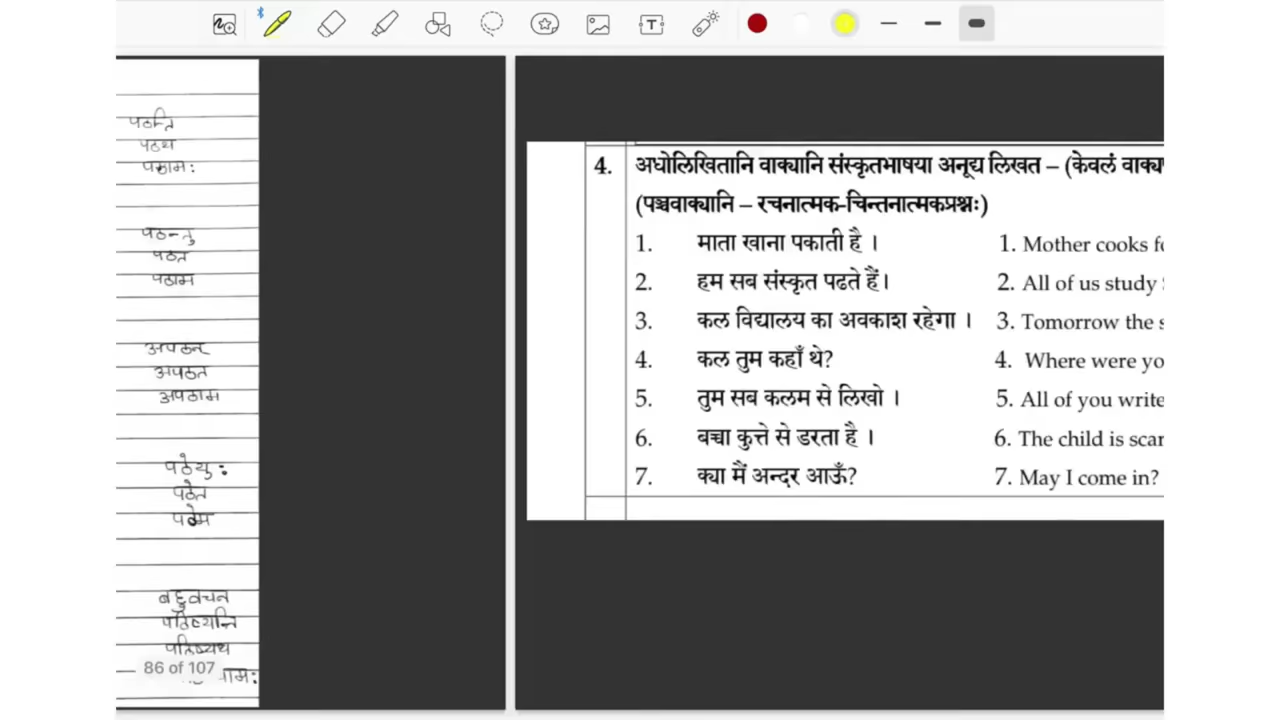 पठन्ति
पठथ
पठामः
पठन्तु
पठत
पठाम
अपठन्
अपठत
अपठाम
पठेयुः
पठेत
पठेम
बहुवचन
पठिष्यन्ति
पठिष्यथ
86 of 107
4. अधोलिखितानि वाक्यानि संस्कृतभाषया अनूद्य लिखत – (केवलं
(पञ्चवाक्यानि – रचनात्मक-चिन्तनात्मकप्रश्नः)
1. माता खाना पकाती है । 1. Mother cooks
2. हम सब संस्कृत पढते हैं। 2. All of us study
3. कल विद्यालय का अवकाश रहेगा । 3. Tomorrow the
4. कल तुम कहाँ थे? 4. Where were
5. तुम सब कलम से लिखो । 5. All of you write
6. बच्चा कुत्ते से डरता है । 6. The child is
7. क्या मैं अन्दर आऊँ? 7. May I come in?